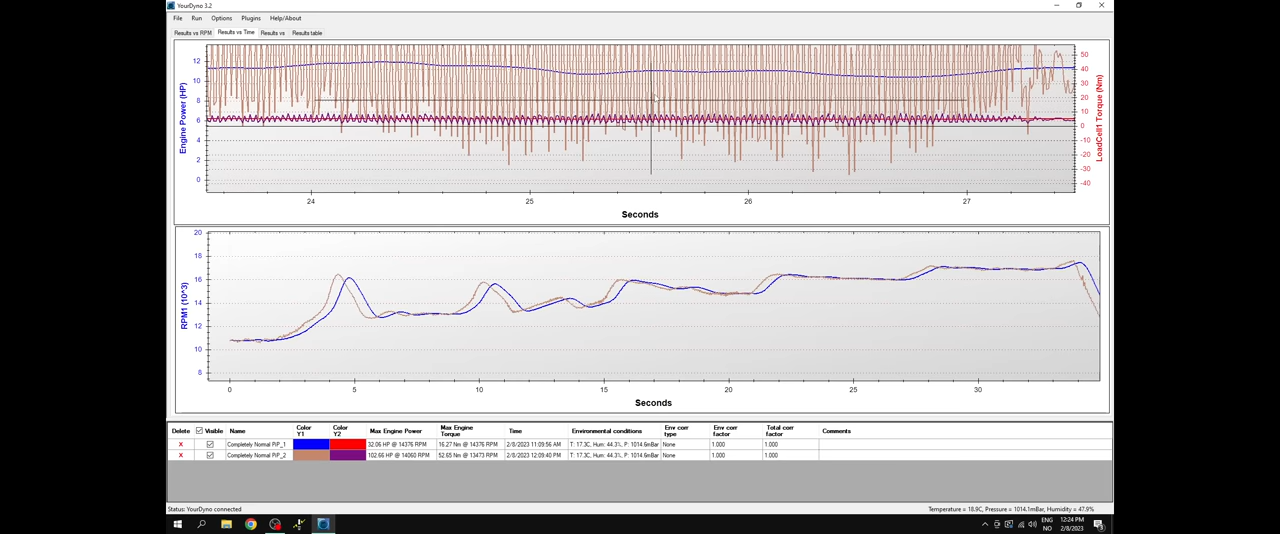 YourDyno 3.2
File Run Options Plugins Help/About
Results vs RPM Results vs Time Results vs Results table
Engine Power (HP)
12
10
8
6
4
2
0
24 25 26 27
Seconds
50
40
30
20
10
0
-10
-20
-30
-40
LoadCell1 Torque (Nm)
RPM1 (10^3)
20
18
16
14
12
10
8
0 5 10 15 20 25 30
Seconds
Delete Visible Name Color Y1 Color Y2 Max Engine Power Max Engine Torque Time Environmental conditions Env corr type Env corr factor Total corr factor Comments
X Completely Normal PiP_1 32.06 HP @ 14376 RPM 16.27 Nm @ 14376 RPM 2/8/2023 11:09:56 AM T: 17.3C, Hum: 44.3%, P: 1014.6mBar None 1.000 1.000
X Completely Normal PiP_2 102.66 HP @ 14060 RPM 52.65 Nm @ 13473 RPM 2/8/2023 12:09:40 PM T: 17.3C, Hum: 44.3%, P: 1014.6mBar None 1.000 1.000
Status: YourDyno connected
Temperature = 18.9C, Pressure = 1014.1mBar, Humidity = 47.9%
ENG
NO
12:24 PM
2/8/2023